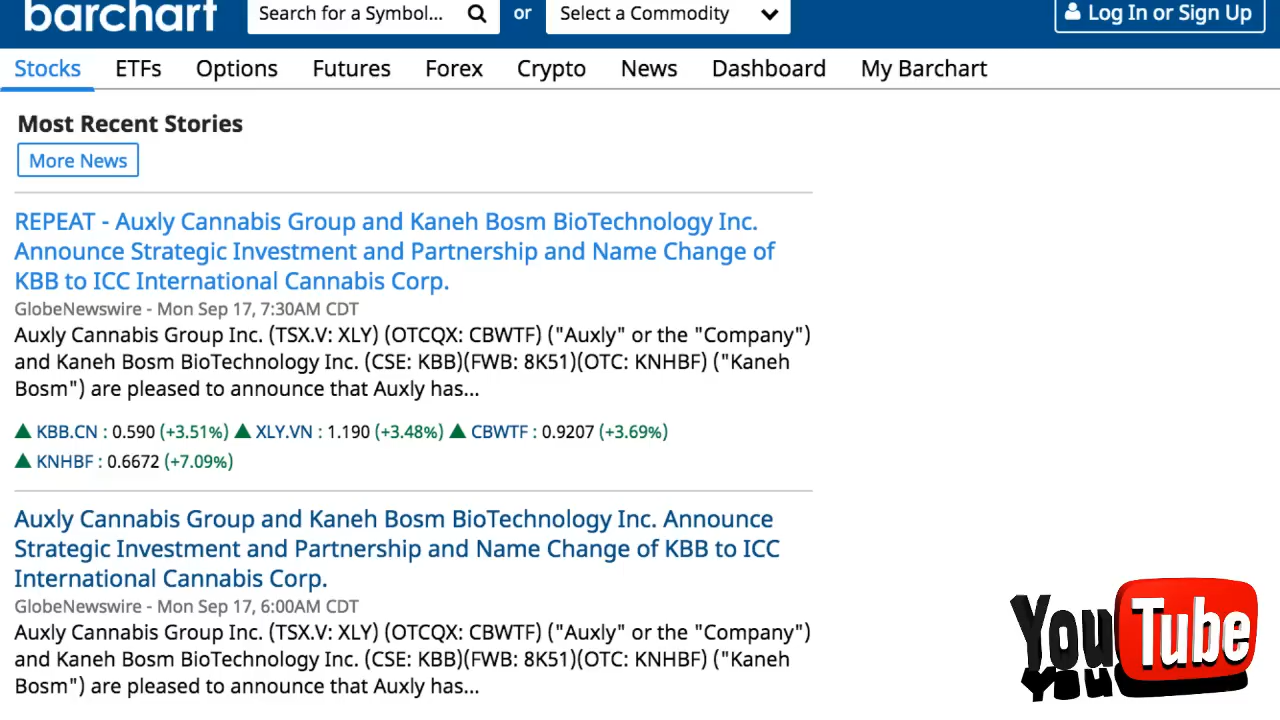 barchart
Search for a Symbol...
or
Select a Commodity
Log In or Sign Up
Stocks ETFs Options Futures Forex Crypto News Dashboard My Barchart
Most Recent Stories
More News
REPEAT - Auxly Cannabis Group and Kaneh Bosm BioTechnology Inc.
Announce Strategic Investment and Partnership and Name Change of
KBB to ICC International Cannabis Corp.
GlobeNewswire - Mon Sep 17, 7:30AM CDT
Auxly Cannabis Group Inc. (TSX.V: XLY) (OTCQX: CBWTF) ("Auxly" or the "Company")
and Kaneh Bosm BioTechnology Inc. (CSE: KBB)(FWB: 8K51)(OTC: KNHBF) ("Kaneh
Bosm") are pleased to announce that Auxly has...
▲ KBB.CN : 0.590 (+3.51%) ▲ XLY.VN : 1.190 (+3.48%) ▲ CBWTF : 0.9207 (+3.69%)
▲ KNHBF : 0.6672 (+7.09%)
Auxly Cannabis Group and Kaneh Bosm BioTechnology Inc. Announce
Strategic Investment and Partnership and Name Change of KBB to ICC
International Cannabis Corp.
GlobeNewswire - Mon Sep 17, 6:00AM CDT
Auxly Cannabis Group Inc. (TSX.V: XLY) (OTCQX: CBWTF) ("Auxly" or the "Company")
and Kaneh Bosm BioTechnology Inc. (CSE: KBB)(FWB: 8K51)(OTC: KNHBF) ("Kaneh
Bosm") are pleased to announce that Auxly has...
YouTube